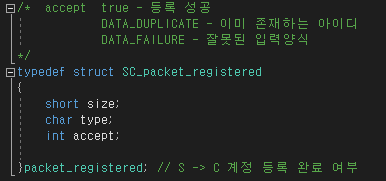 /*  accept  true - 등록 성공
            DATA_DUPLICATE - 이미 존재하는 아이디
            DATA_FAILURE - 잘못된 입력양식
*/
typedef struct SC_packet_registered
{
    short size;
    char type;
    int accept;
}packet_registered; // S -> C 계정 등록 완료 여부